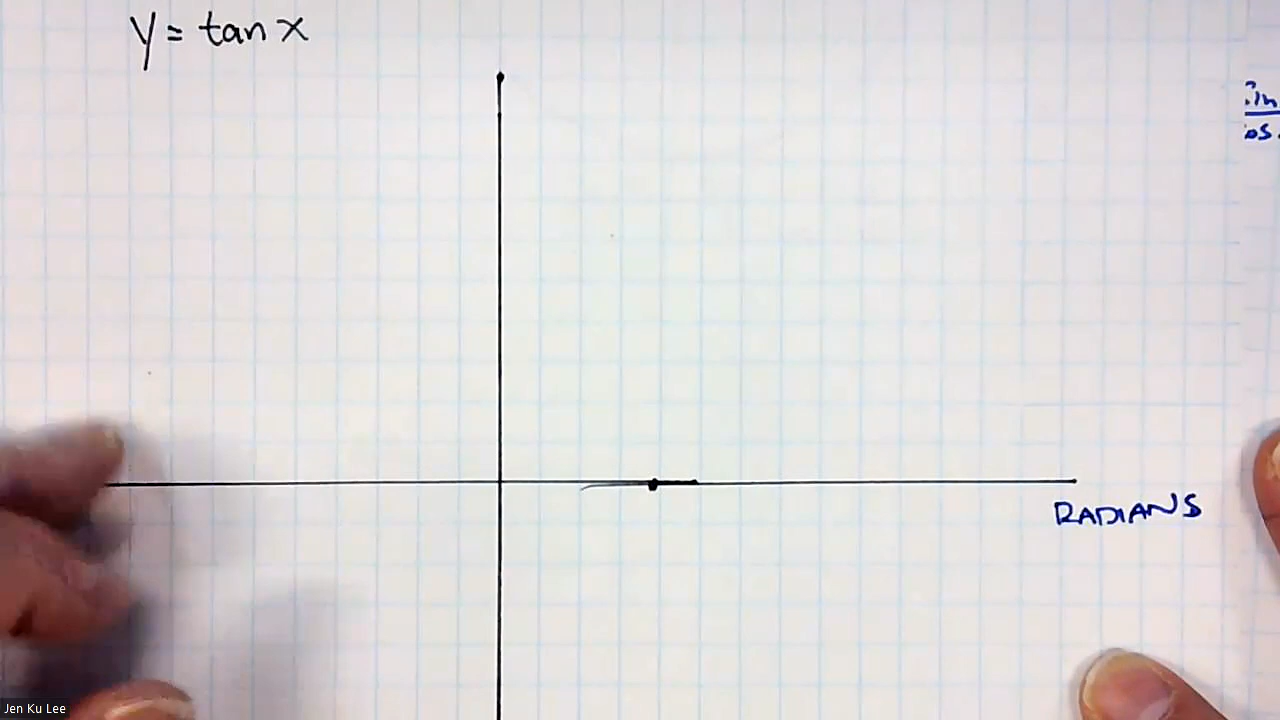 y = tan x
RADIANS
Jen Ku Lee